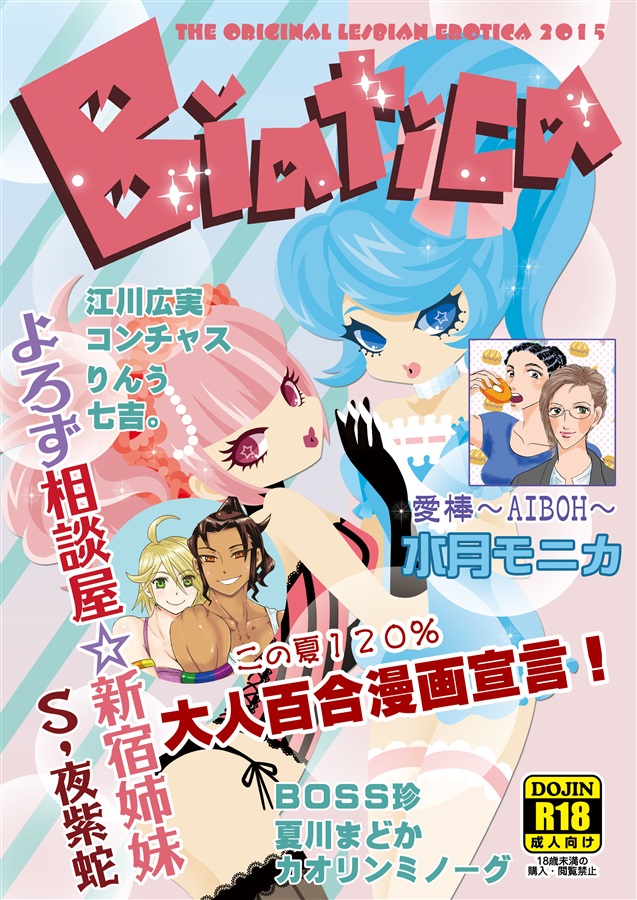 THE ORIGINAL LESBIAN EROTICA 2015
Biatica
江川広実
コンチャス
りんう
七吉。
よろず相談屋☆新宿姉妹
S,夜紫蛇
愛棒～AIBOH～
水月モニカ
この夏120%
大人百合漫画宣言!
BOSS珍
夏川まどか
カオリンミノーグ
DOJIN
R18
成人向け
18歳未満の
購入・閲覧禁止